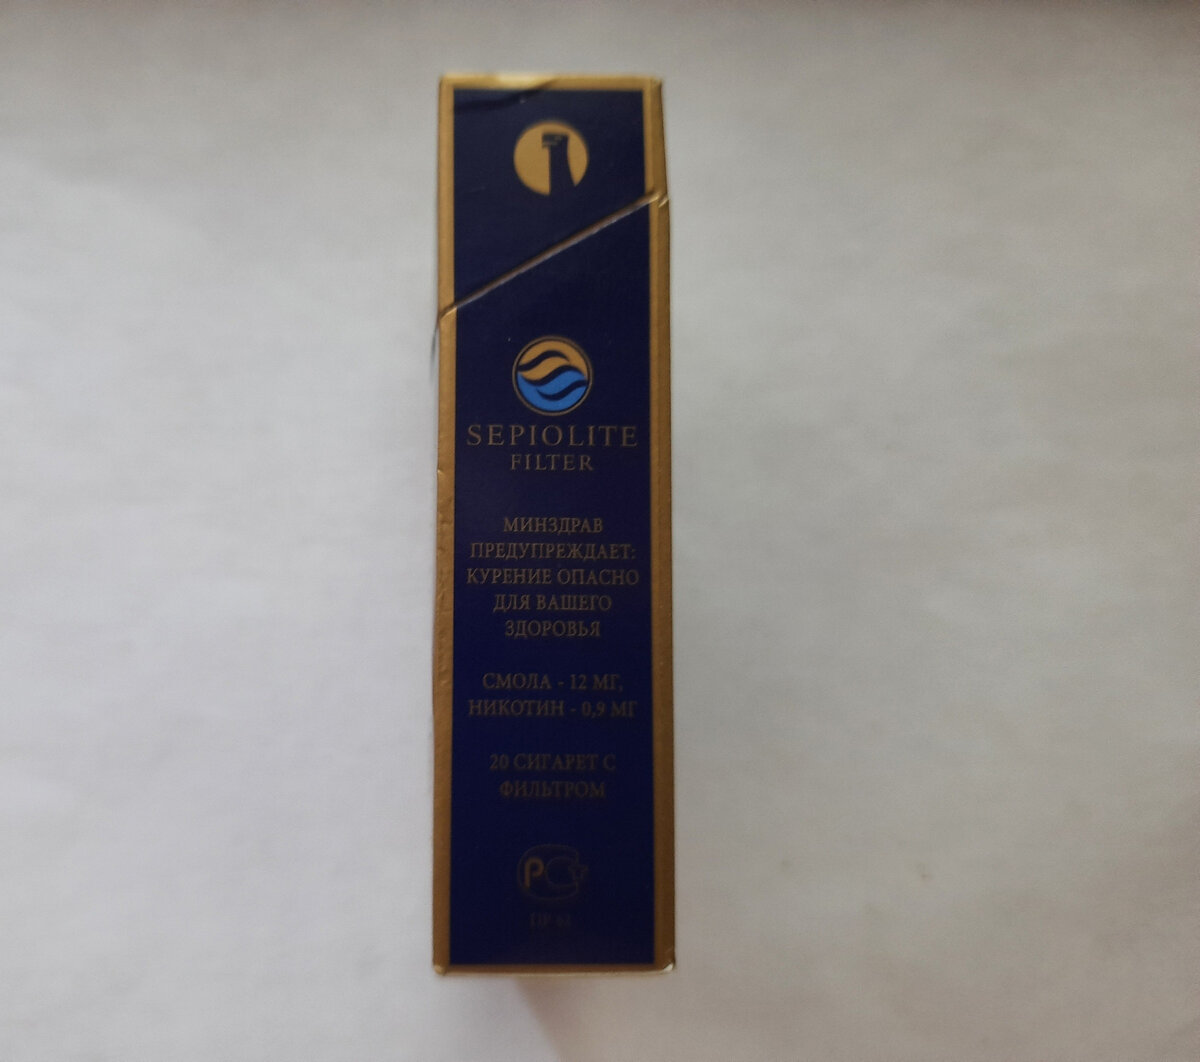 SEPIOLITE
FILTER
МИНЗДРАВ
ПРЕДУПРЕЖДАЕТ:
КУРЕНИЕ ОПАСНО
ДЛЯ ВАШЕГО
ЗДОРОВЬЯ
СМОЛА - 12 МГ,
НИКОТИН - 0,9 МГ
20 СИГАРЕТ С
ФИЛЬТРОМ
РС